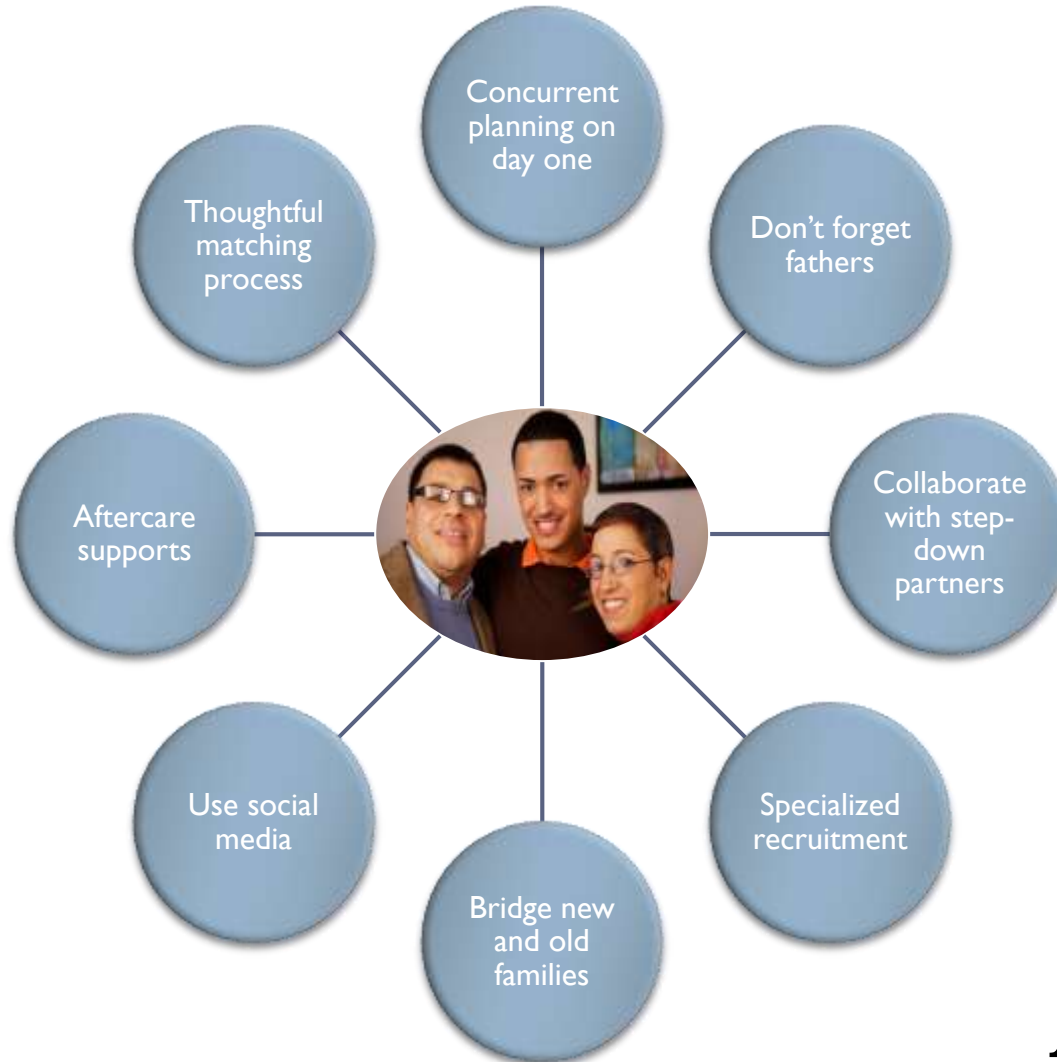 Concurrent
planning on
day one
Don't forget
fathers
Collaborate
with step-
down
partners
Specialized
recruitment
Bridge new
and old
families
Use social
media
Aftercare
supports
Thoughtful
matching
process